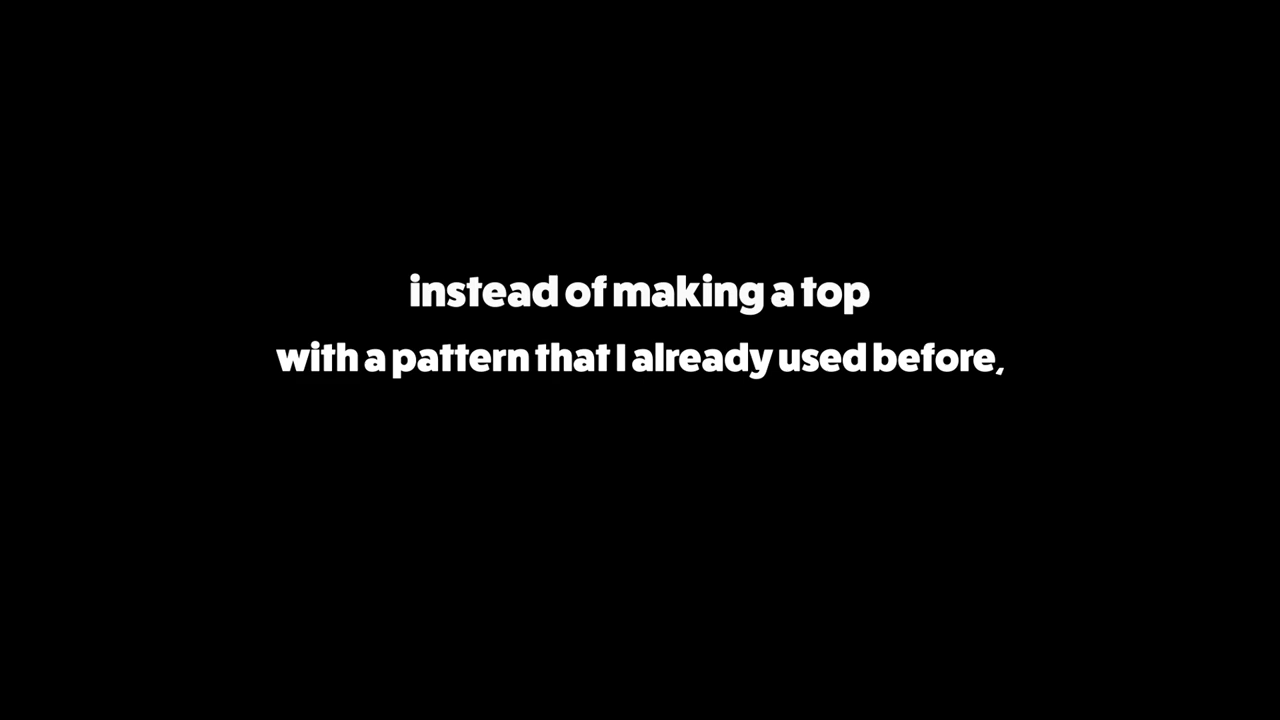 instead of making a top
with a pattern that I already used before,